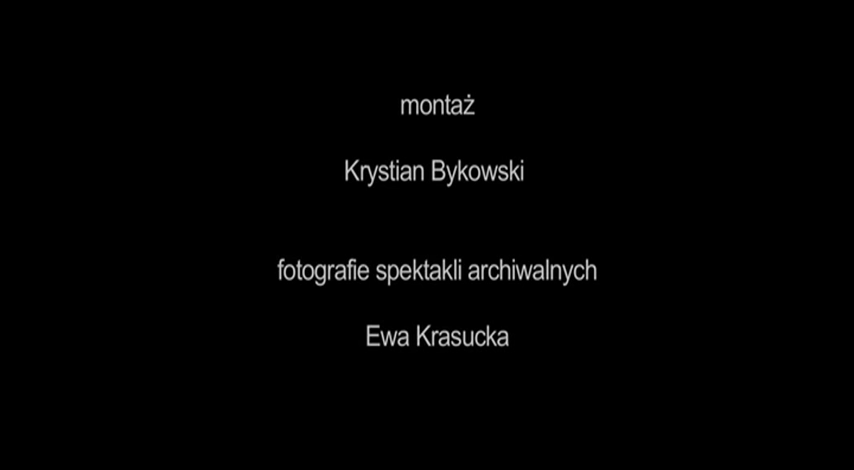 montaż
Krystian Bykowski
fotografie spektakli archiwalnych
Ewa Krasucka